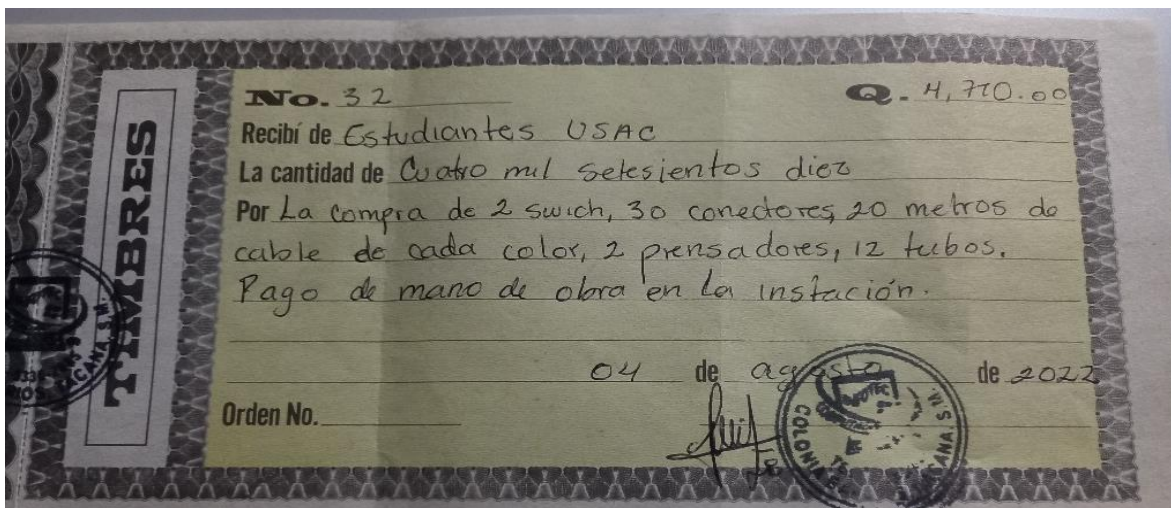 TIMBRES
No. 32 Q. 4,710.00
Recibí de Estudiantes USAC
La cantidad de Cuatro mil setesientos diez
Por La compra de 2 swich, 30 conectores, 20 metros de
cable de cada color, 2 prensadores, 12 tubos.
Pago de mano de obra en la instación.
04 de agosto de 2022
Orden No.
COLONIA
CANA, S.M.